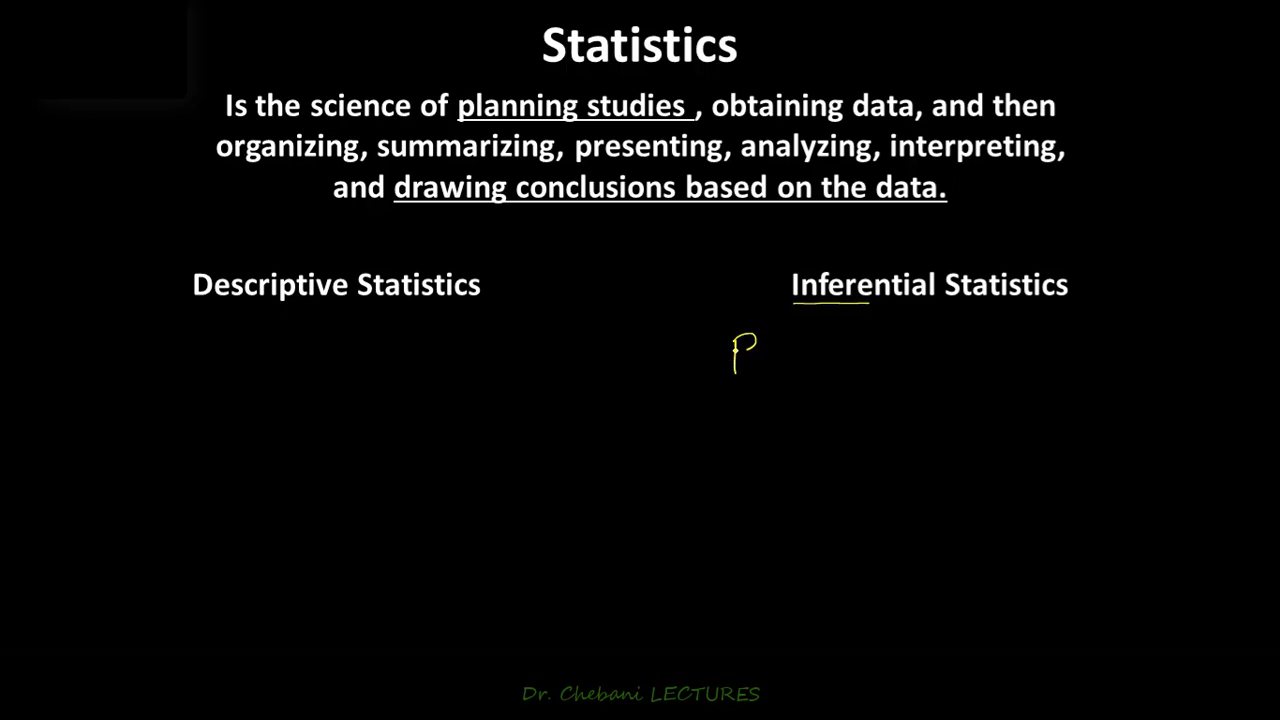 Statistics
Is the science of planning studies , obtaining data, and then
organizing, summarizing, presenting, analyzing, interpreting,
and drawing conclusions based on the data.
Descriptive Statistics
Inferential Statistics
P
Dr. Chebani LECTURES